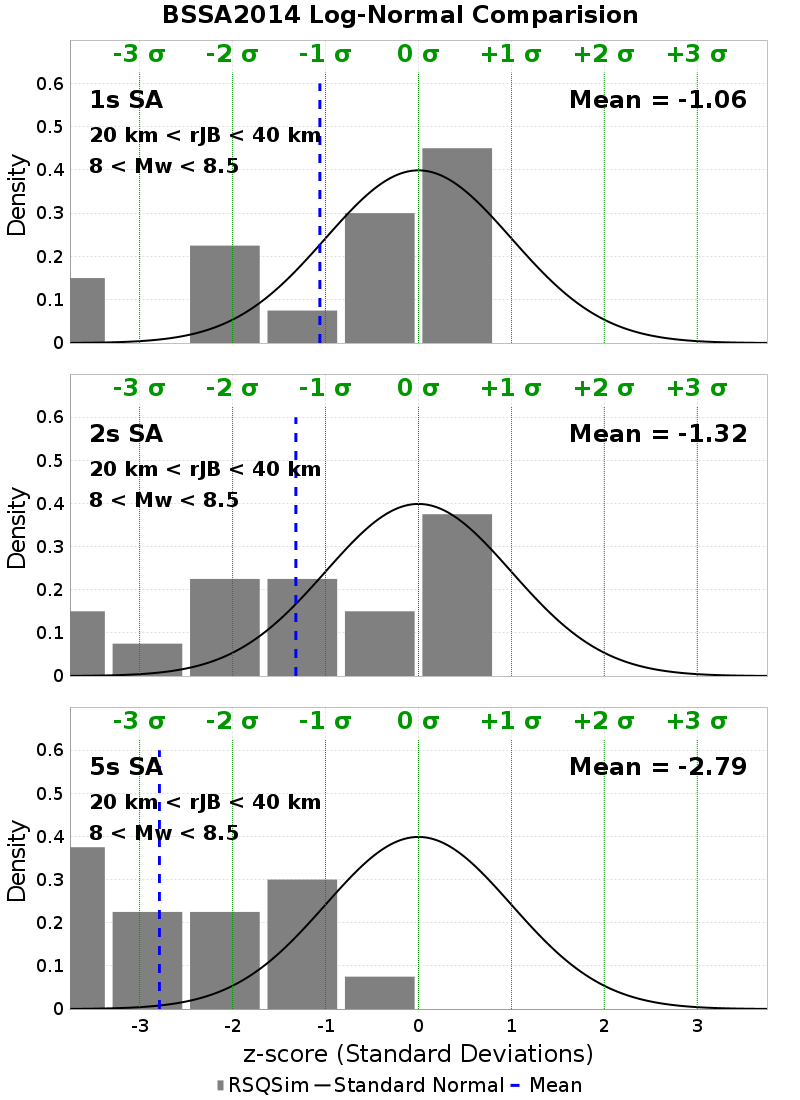 BSSA2014 Log-Normal Comparision
-3 σ -2 σ -1 σ 0 σ +1 σ +2 σ +3 σ
1s SA
Mean = -1.06
20 km < rJB < 40 km
8 < Mw < 8.5
Density
0.6
0.5
0.4
0.3
0.2
0.1
0
-3 σ -2 σ -1 σ 0 σ +1 σ +2 σ +3 σ
2s SA
Mean = -1.32
20 km < rJB < 40 km
8 < Mw < 8.5
Density
0.6
0.5
0.4
0.3
0.2
0.1
0
-3 σ -2 σ -1 σ 0 σ +1 σ +2 σ +3 σ
5s SA
Mean = -2.79
20 km < rJB < 40 km
8 < Mw < 8.5
Density
0.6
0.5
0.4
0.3
0.2
0.1
0
-3 -2 -1 0 1 2 3
z-score (Standard Deviations)
RSQSim Standard Normal Mean